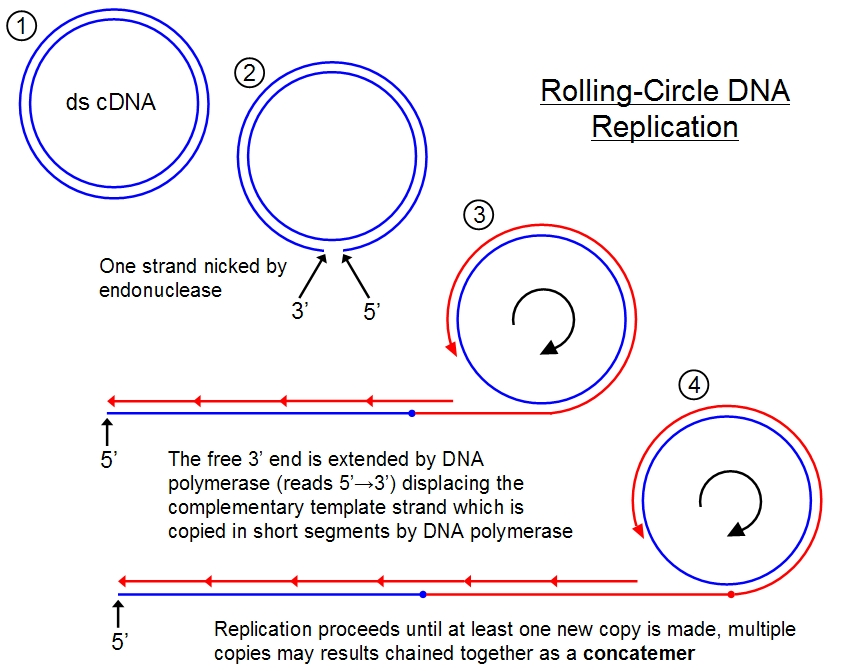 ①
ds cDNA
②
Rolling-Circle DNA
Replication
One strand nicked by
endonuclease
3’
5’
③
5’
The free 3’ end is extended by DNA
polymerase (reads 5’→3’) displacing the
complementary template strand which is
copied in short segments by DNA polymerase
④
5’
Replication proceeds until at least one new copy is made, multiple
copies may results chained together as a concatemer